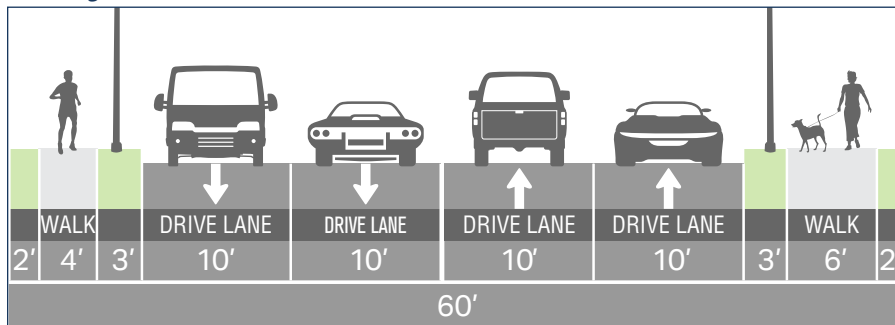 WALK DRIVE LANE DRIVE LANE DRIVE LANE DRIVE LANE WALK
2' 4' 3' 10' 10' 10' 10' 3' 6' 2
60'